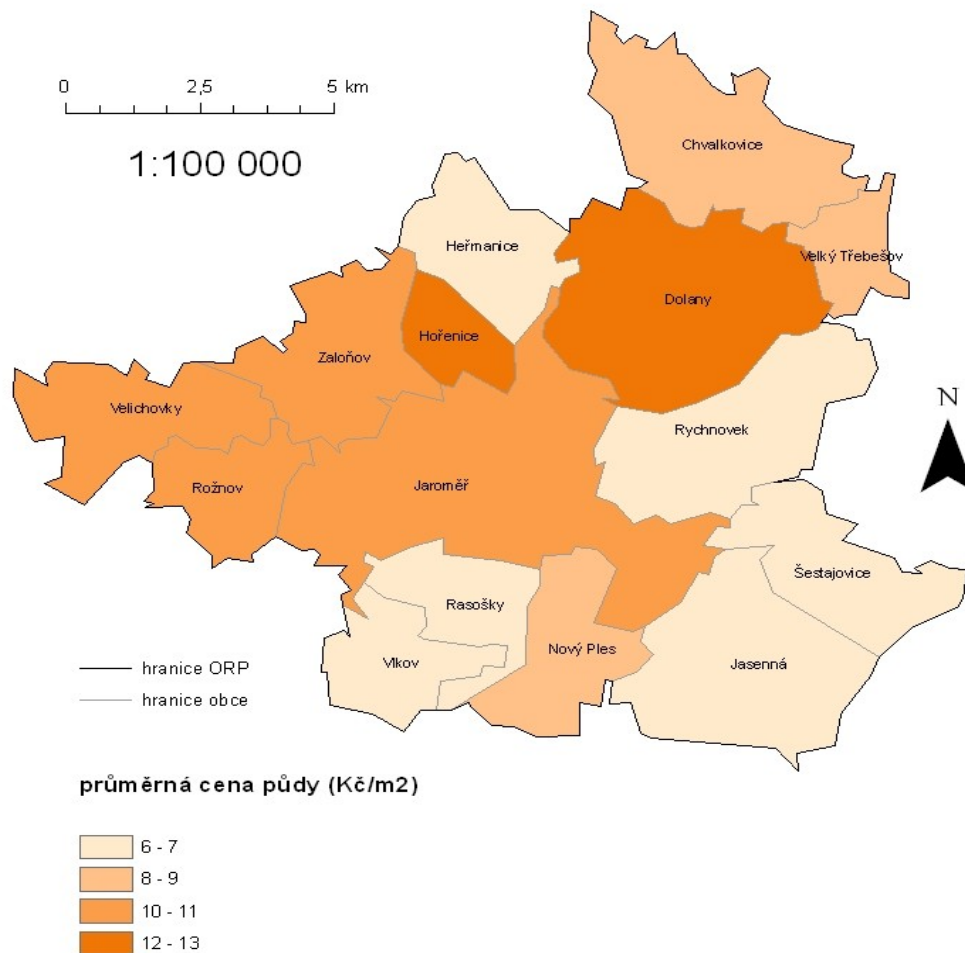 0 2,5 5 km
1:100 000
Chvalkovice
Heřmanice
Velký Třebešov
Dolany
Hořenice
Zaloňov
Velichovky
N
Rychnovek
Rožnov
Jaroměř
Šestajovice
Rasošky
Nový Ples
Vlkov
Jasenná
hranice ORP
hranice obce
průměrná cena půdy (Kč/m2)
6 - 7
8 - 9
10 - 11
12 - 13